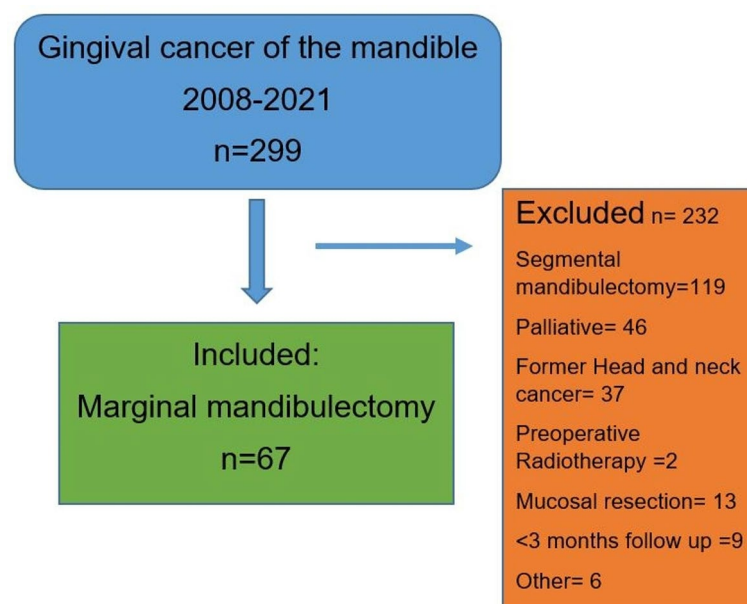 Gingival cancer of the mandible
2008-2021
n=299
Excluded n= 232
Segmental
mandibulectomy=119
Palliative= 46
Former Head and neck
cancer= 37
Preoperative
Radiotherapy =2
Mucosal resection= 13
<3 months follow up =9
Other= 6
Included:
Marginal mandibulectomy
n=67